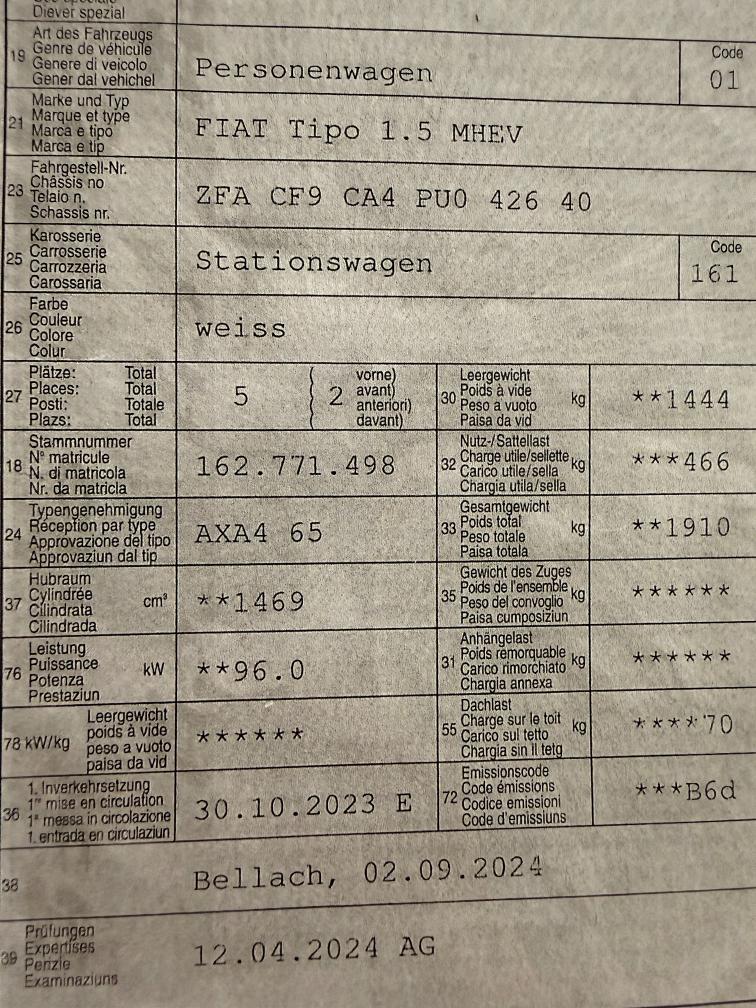 Diever spezial
19 Art des Fahrzeugs
Genre de véhicule
Genere di veicolo
Gener dal vehichel
Personenwagen
Code
01
21 Marke und Typ
Marque et type
Marca e tipo
Marca e tip
FIAT Tipo 1.5 MHEV
23 Fahrgestell-Nr.
Châssis no
Telaio n.
Schassis nr.
ZFA CF9 CA4 PU0 426 40
25 Karosserie
Carrosserie
Carrozzeria
Carossaria
Stationswagen
Code
161
26 Farbe
Couleur
Colore
Colur
weiss
27 Plätze: Total
Places: Total
Posti: Totale
Plazs: Total
5 ( 2 vorne)
avant)
anteriori)
davant)
30 Leergewicht
Poids à vide
Peso a vuoto
Paisa da vid
kg
**1444
18 Stammnummer
N° matricule
N. di matricola
Nr. da matricla
162.771.498
32 Nutz-/Sattellast
Charge utile/sellette
Carico utile/sella
Chargia utila/sella
kg
***466
24 Typengenehmigung
Réception par type
Approvazione del tipo
Approvaziun dal tip
AXA4 65
33 Gesamtgewicht
Poids total
Peso totale
Paisa totala
kg
**1910
37 Hubraum
Cylindrée
Cilindrata
Cilindrada
cm³
**1469
35 Gewicht des Zuges
Poids de l'ensemble
Peso del convoglio
Paisa cumposiziun
kg
******
76 Leistung
Puissance
Potenza
Prestaziun
kW
**96.0
31 Anhängelast
Poids remorquable
Carico rimorchiato
Chargia annexa
kg
******
78 kW/kg Leergewicht
poids à vide
peso a vuoto
paisa da vid
******
55 Dachlast
Charge sur le toit
Carico sul tetto
Chargia sin il tetg
kg
****70
36 1. Inverkehrsetzung
1re mise en circulation
1a messa in circolazione
1. entrada en circulaziun
30.10.2023 E
72 Emissionscode
Code émissions
Codice emissioni
Code d'emissiuns
***B6d
38
Bellach, 02.09.2024
39 Prüfungen
Expertises
Perizie
Examinaziuns
12.04.2024 AG